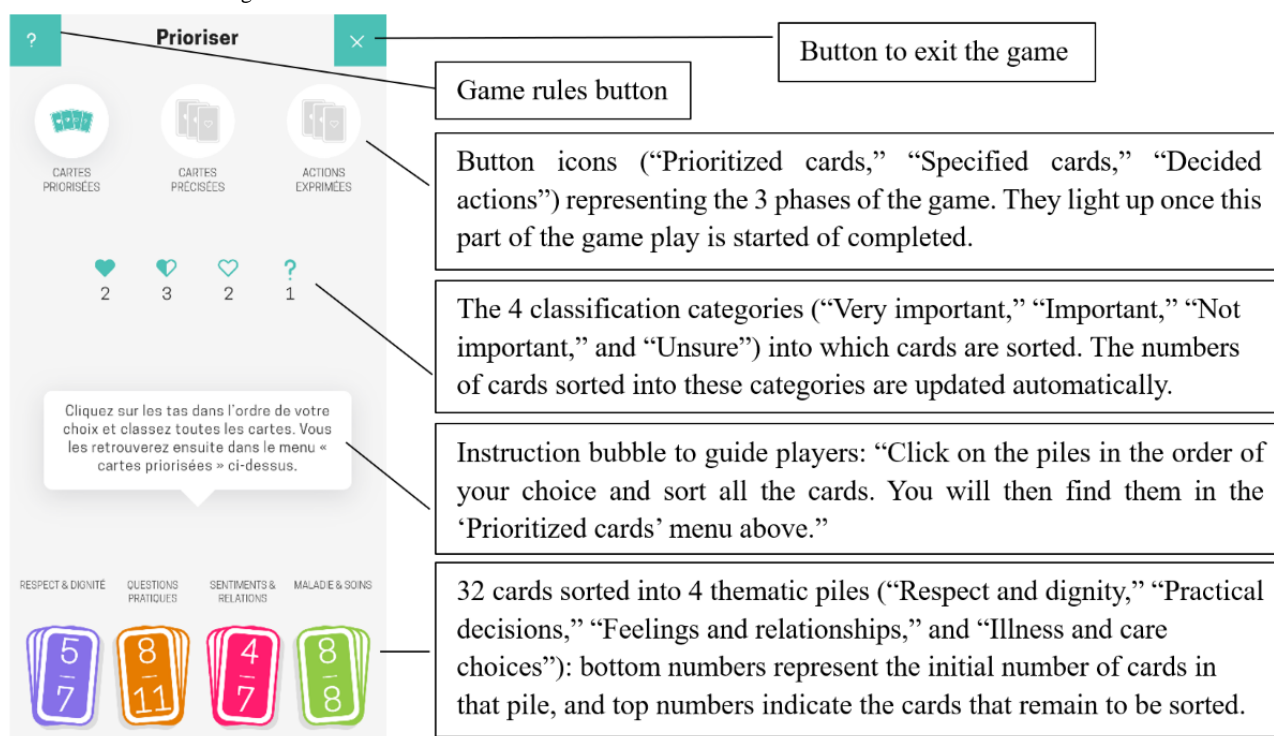 ?
Prioriser
×
Button to exit the game
Game rules button
CARTES
PRIORISÉES
CARTES
PRÉCISÉES
ACTIONS
EXPRIMÉES
Button icons (“Prioritized cards,” “Specified cards,” “Decided
actions”) representing the 3 phases of the game. They light up once this
part of the game play is started of completed.
?
2
3
2
1
The 4 classification categories (“Very important,” “Important,” “Not
important,” and “Unsure”) into which cards are sorted. The numbers
of cards sorted into these categories are updated automatically.
Cliquez sur les tas dans l'ordre de votre
choix et classez toutes les cartes. Vous
les retrouverez ensuite dans le menu «
cartes priorisées » ci-dessus.
Instruction bubble to guide players: “Click on the piles in the order of
your choice and sort all the cards. You will then find them in the
‘Prioritized cards’ menu above.”
RESPECT & DIGNITÉ
QUESTIONS
PRATIQUES
SENTIMENTS &
RELATIONS
MALADIE & SOINS
5
7
8
11
4
7
8
8
32 cards sorted into 4 thematic piles (“Respect and dignity,” “Practical
decisions,” “Feelings and relationships,” and “Illness and care
choices”): bottom numbers represent the initial number of cards in
that pile, and top numbers indicate the cards that remain to be sorted.